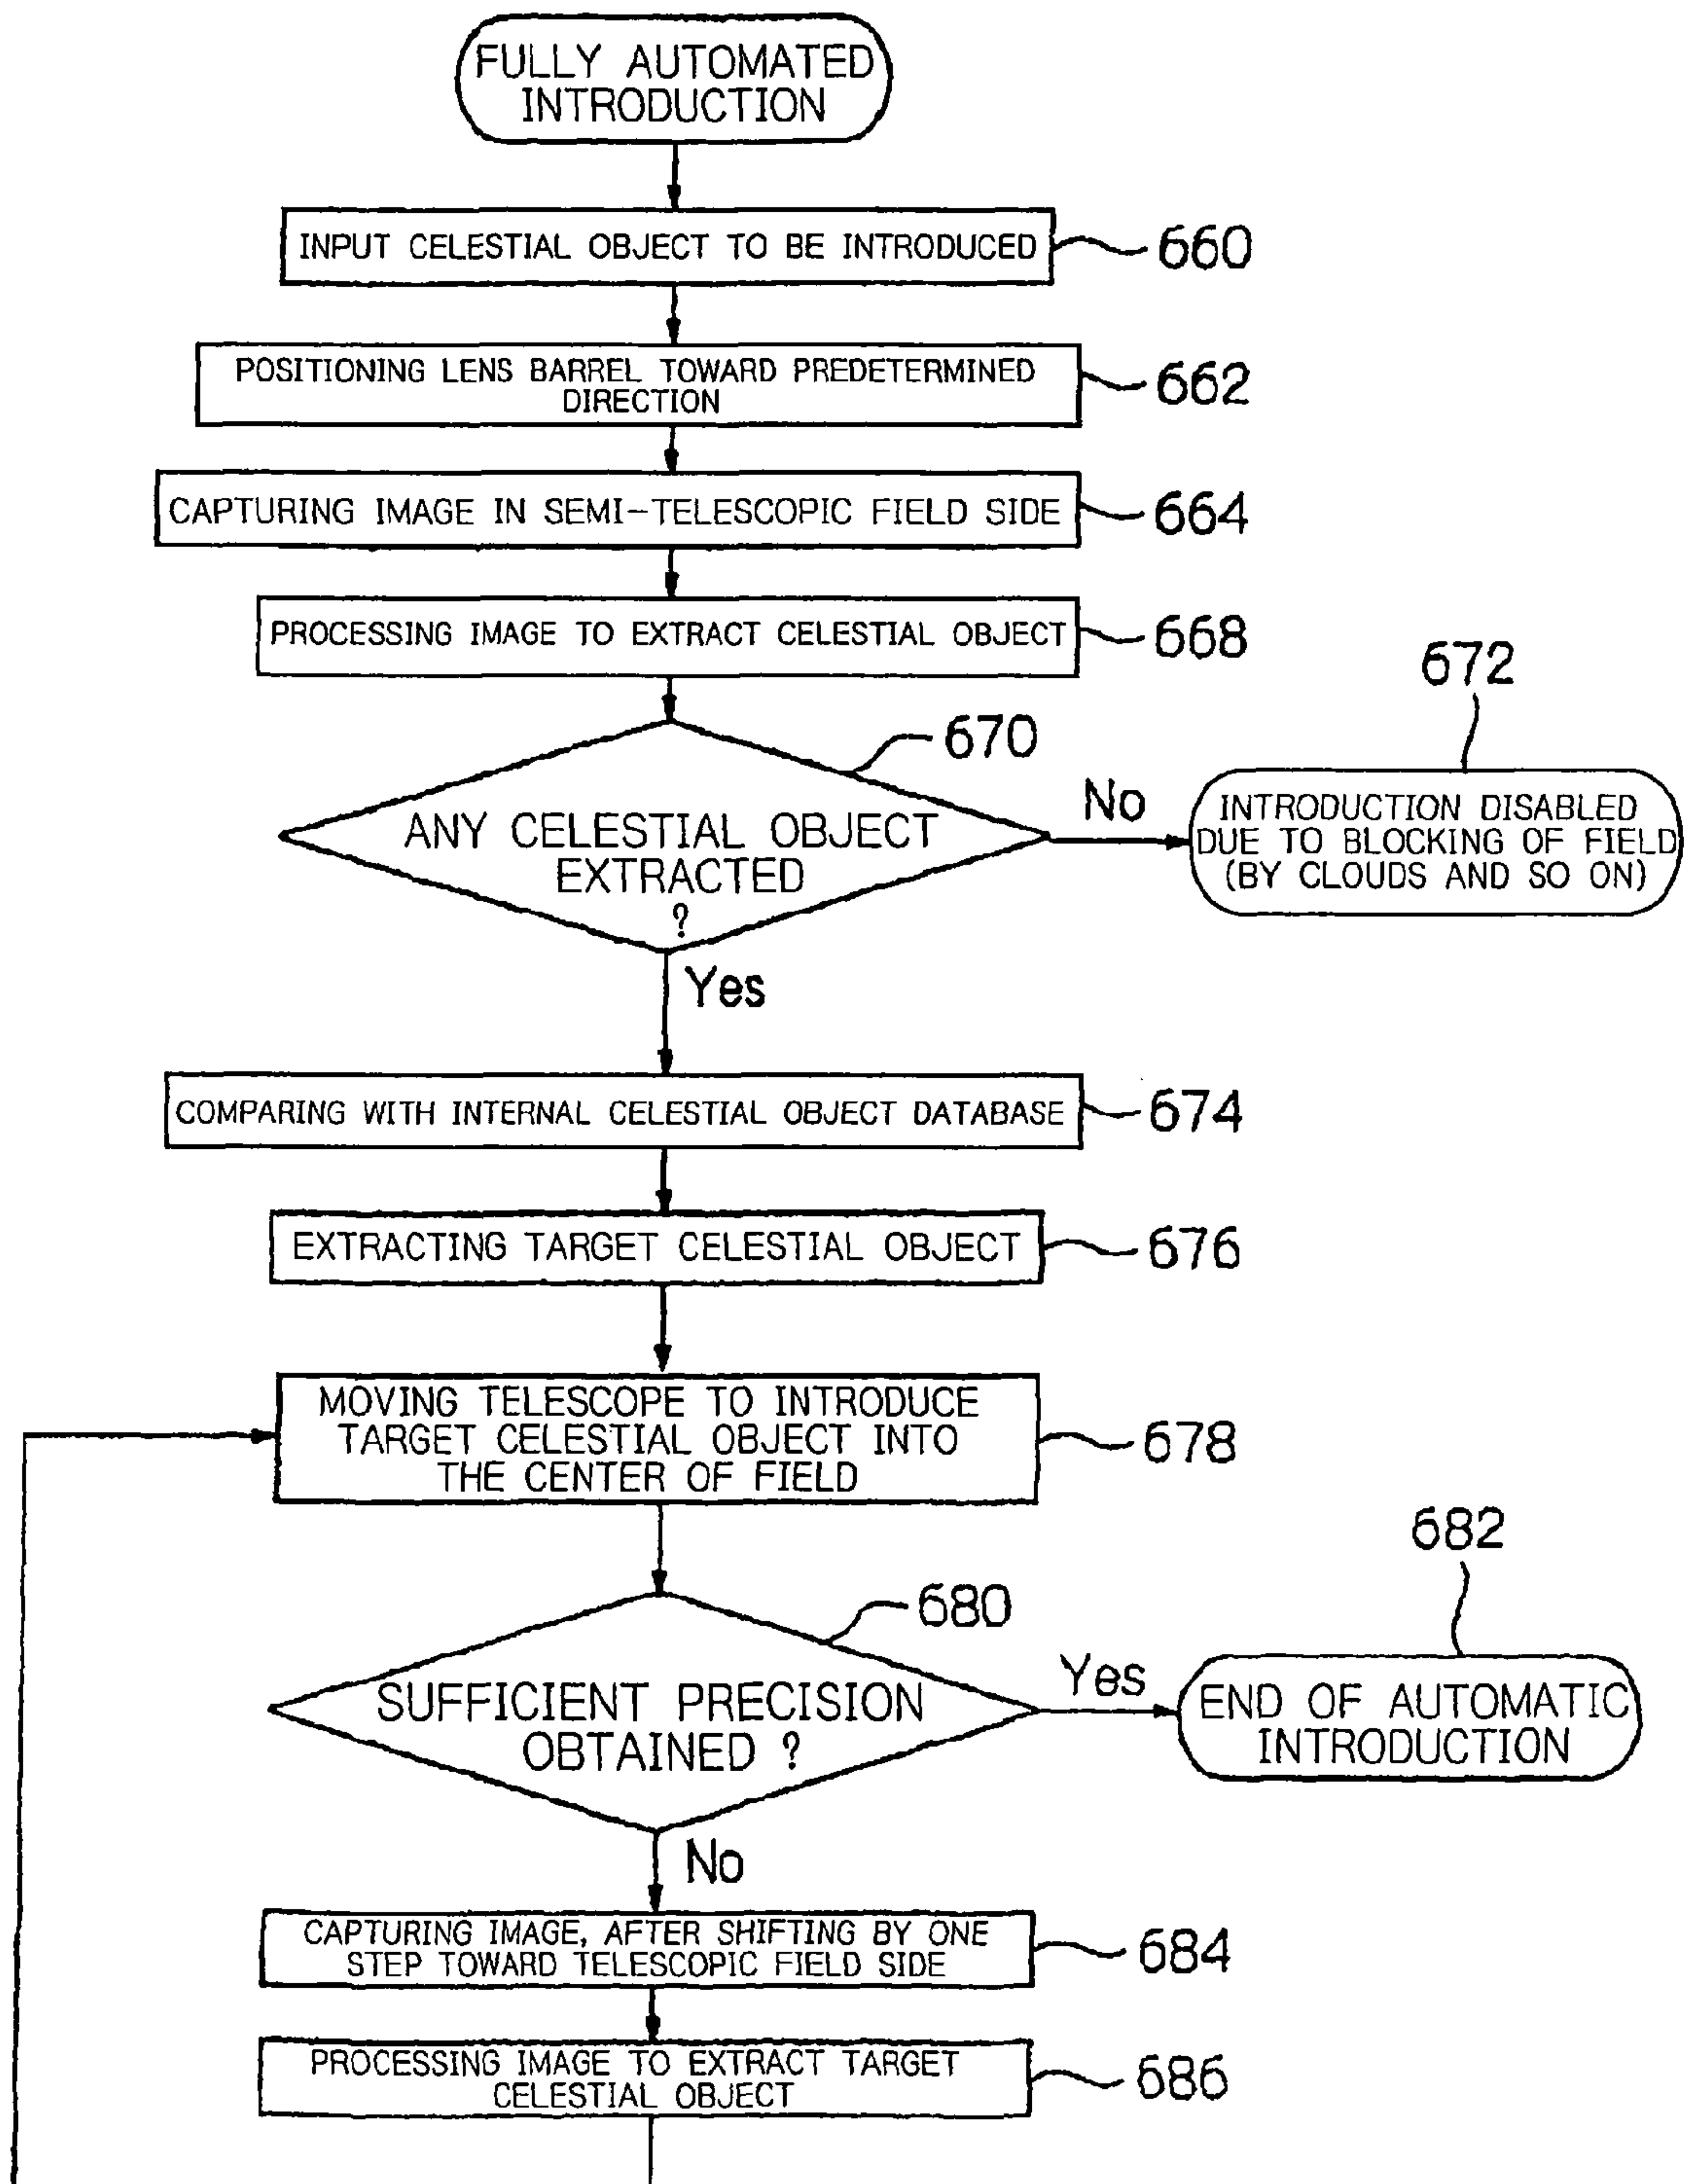 FULLY AUTOMATED
INTRODUCTION
INPUT CELESTIAL OBJECT TO BE INTRODUCED
660
POSITIONING LENS BARREL TOWARD PREDETERMINED
DIRECTION
662
CAPTURING IMAGE IN SEMI-TELESCOPIC FIELD SIDE
664
PROCESSING IMAGE TO EXTRACT CELESTIAL OBJECT
668
670
ANY CELESTIAL OBJECT
EXTRACTED
?
No
672
INTRODUCTION DISABLED
DUE TO BLOCKING OF FIELD
(BY CLOUDS AND SO ON)
Yes
COMPARING WITH INTERNAL CELESTIAL OBJECT DATABASE
674
EXTRACTING TARGET CELESTIAL OBJECT
676
MOVING TELESCOPE TO INTRODUCE
TARGET CELESTIAL OBJECT INTO
THE CENTER OF FIELD
678
680
SUFFICIENT PRECISION
OBTAINED ?
Yes
682
END OF AUTOMATIC
INTRODUCTION
No
CAPTURING IMAGE, AFTER SHIFTING BY ONE
STEP TOWARD TELESCOPIC FIELD SIDE
684
PROCESSING IMAGE TO EXTRACT TARGET
CELESTIAL OBJECT
686